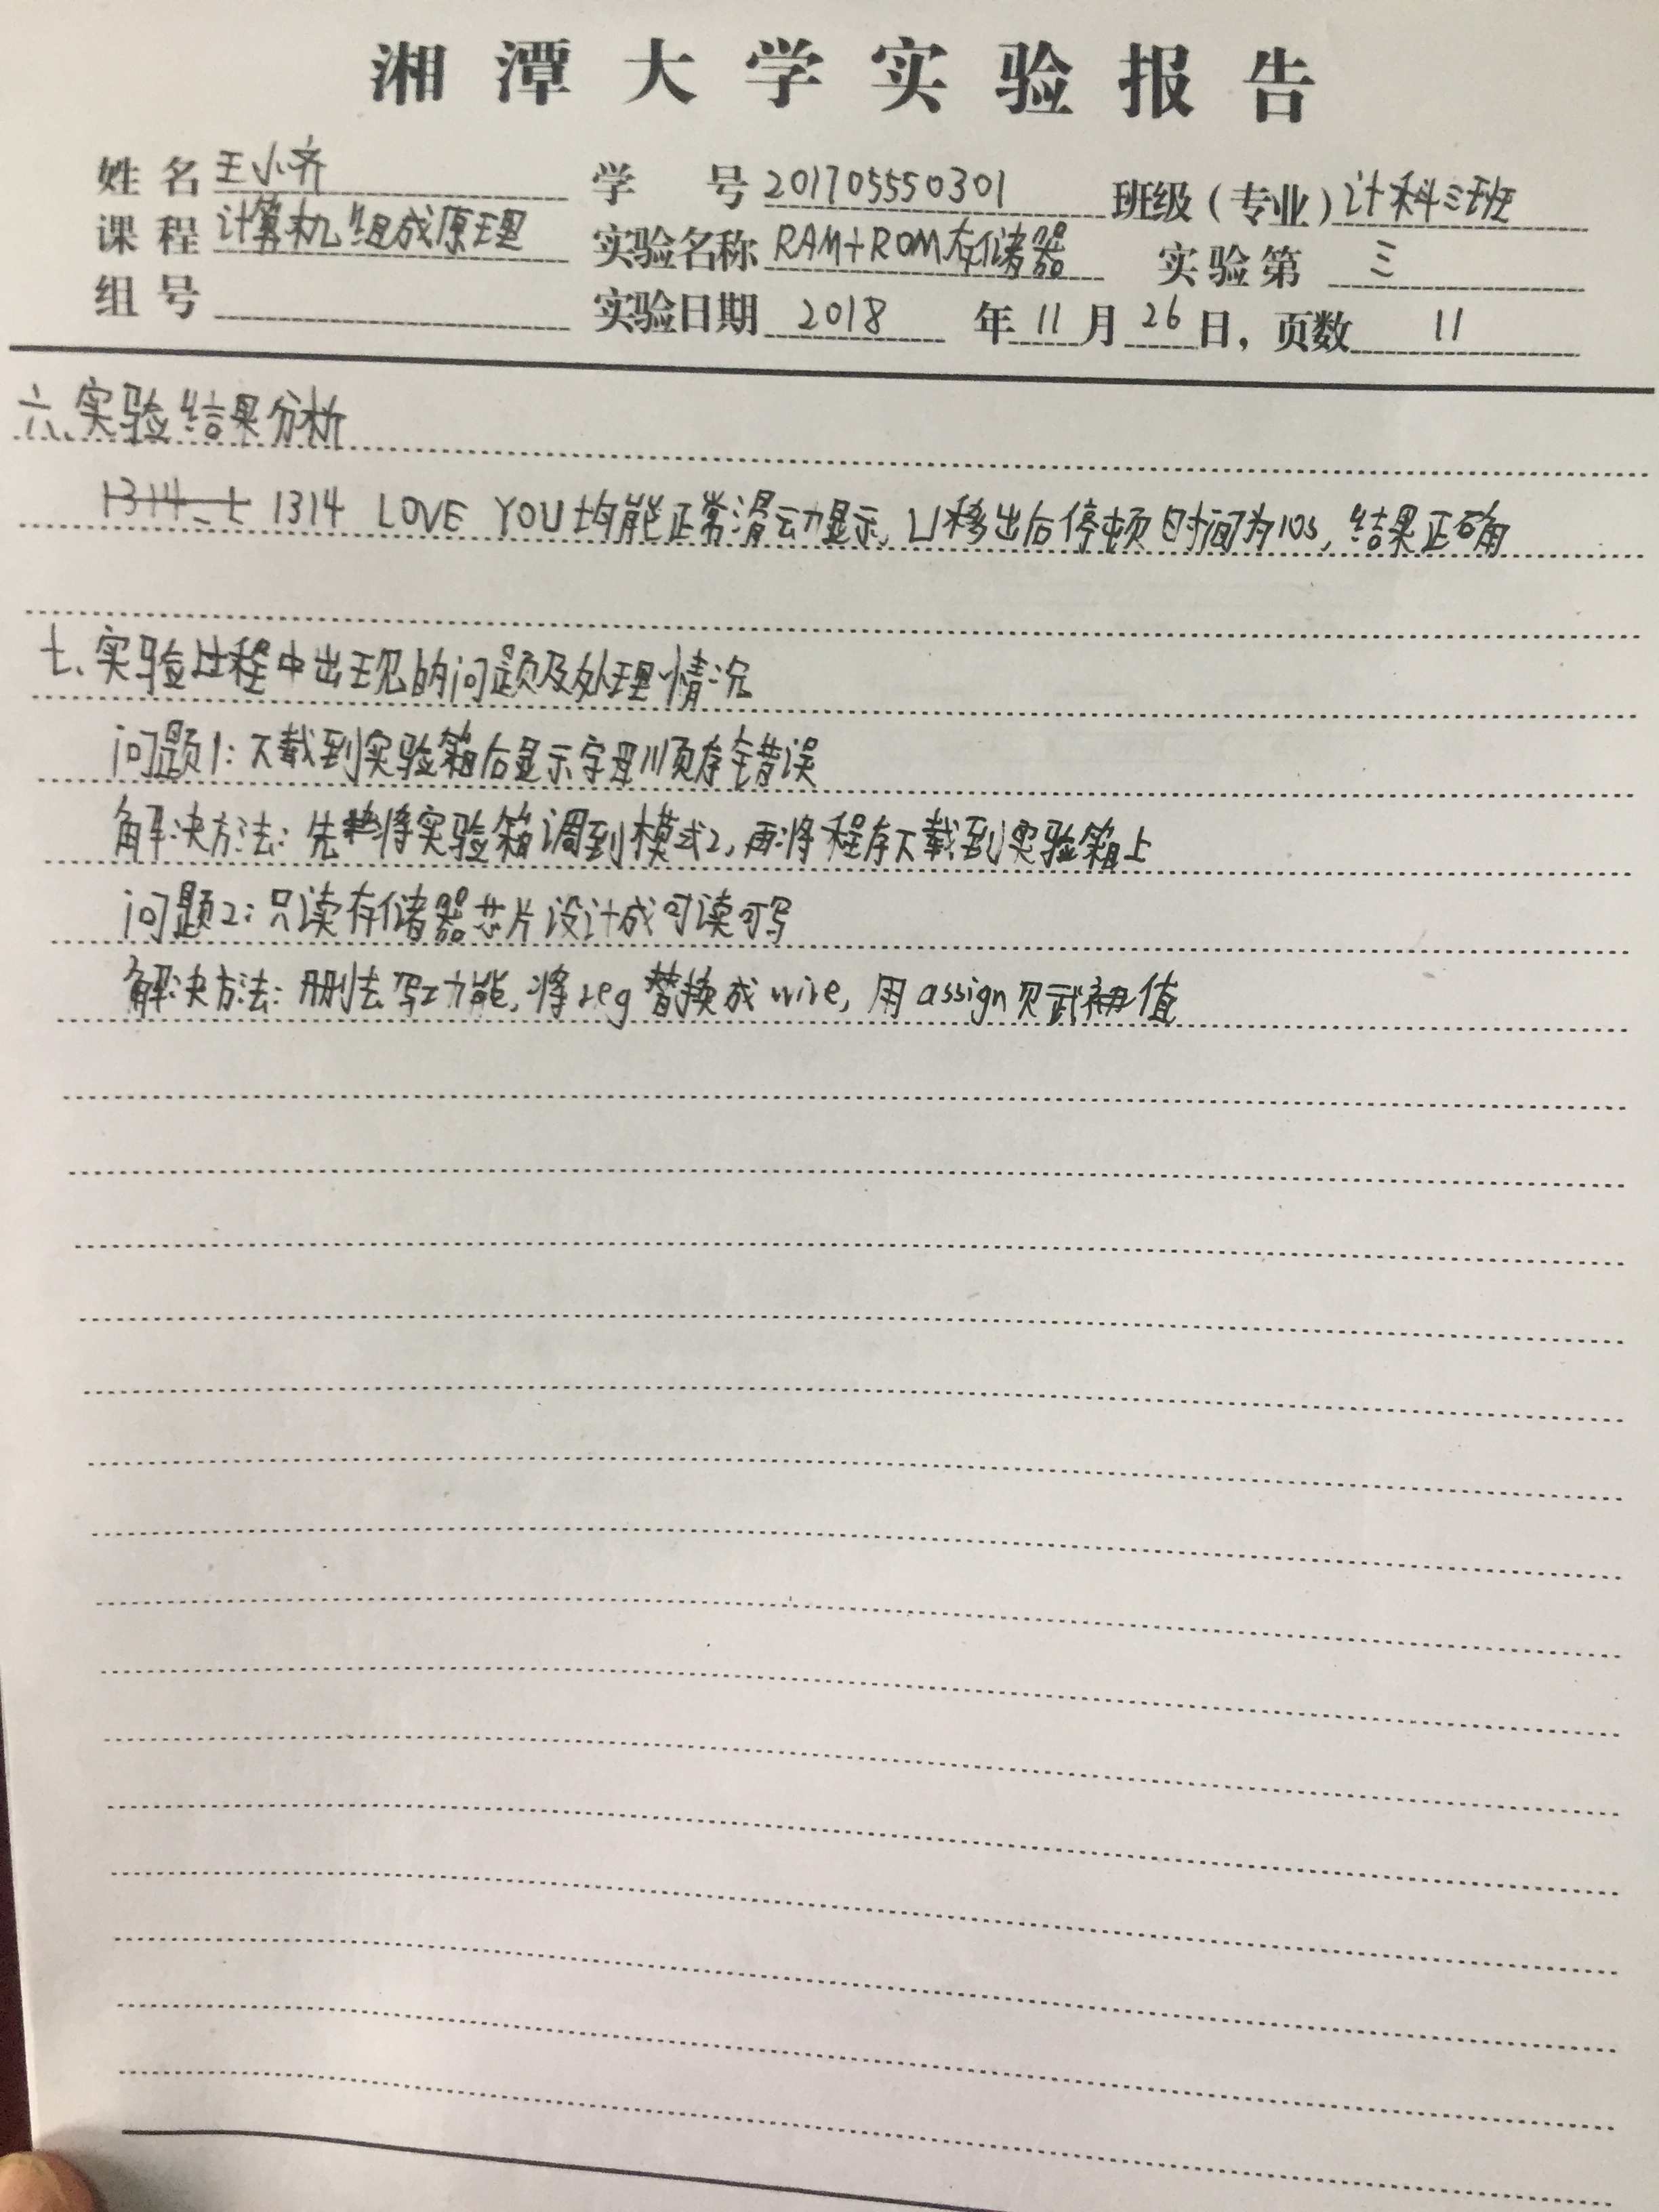 湘潭大学实验报告
姓名 王小齐 学号 201705550301 班级（专业）计科三班
课程 计算机组成原理 实验名称 RAM+ROM存储器 实验第 三
组号 实验日期 2018 年 11 月 26 日，页数 11
六、实验结果分析
1314 LOVE YOU均能正常滑动显示，U移出后停顿时间为10s，结果正确
七、实验过程中出现的问题及处理情况
问题1：下载到实验箱后显示字母顺序错误
解决方法：先将实验箱调到模式2，再将程序下载到实验箱上
问题2：只读存储器芯片设计成可读可写
解决方法：删去写功能，将reg替换成wire，用assign赋初值